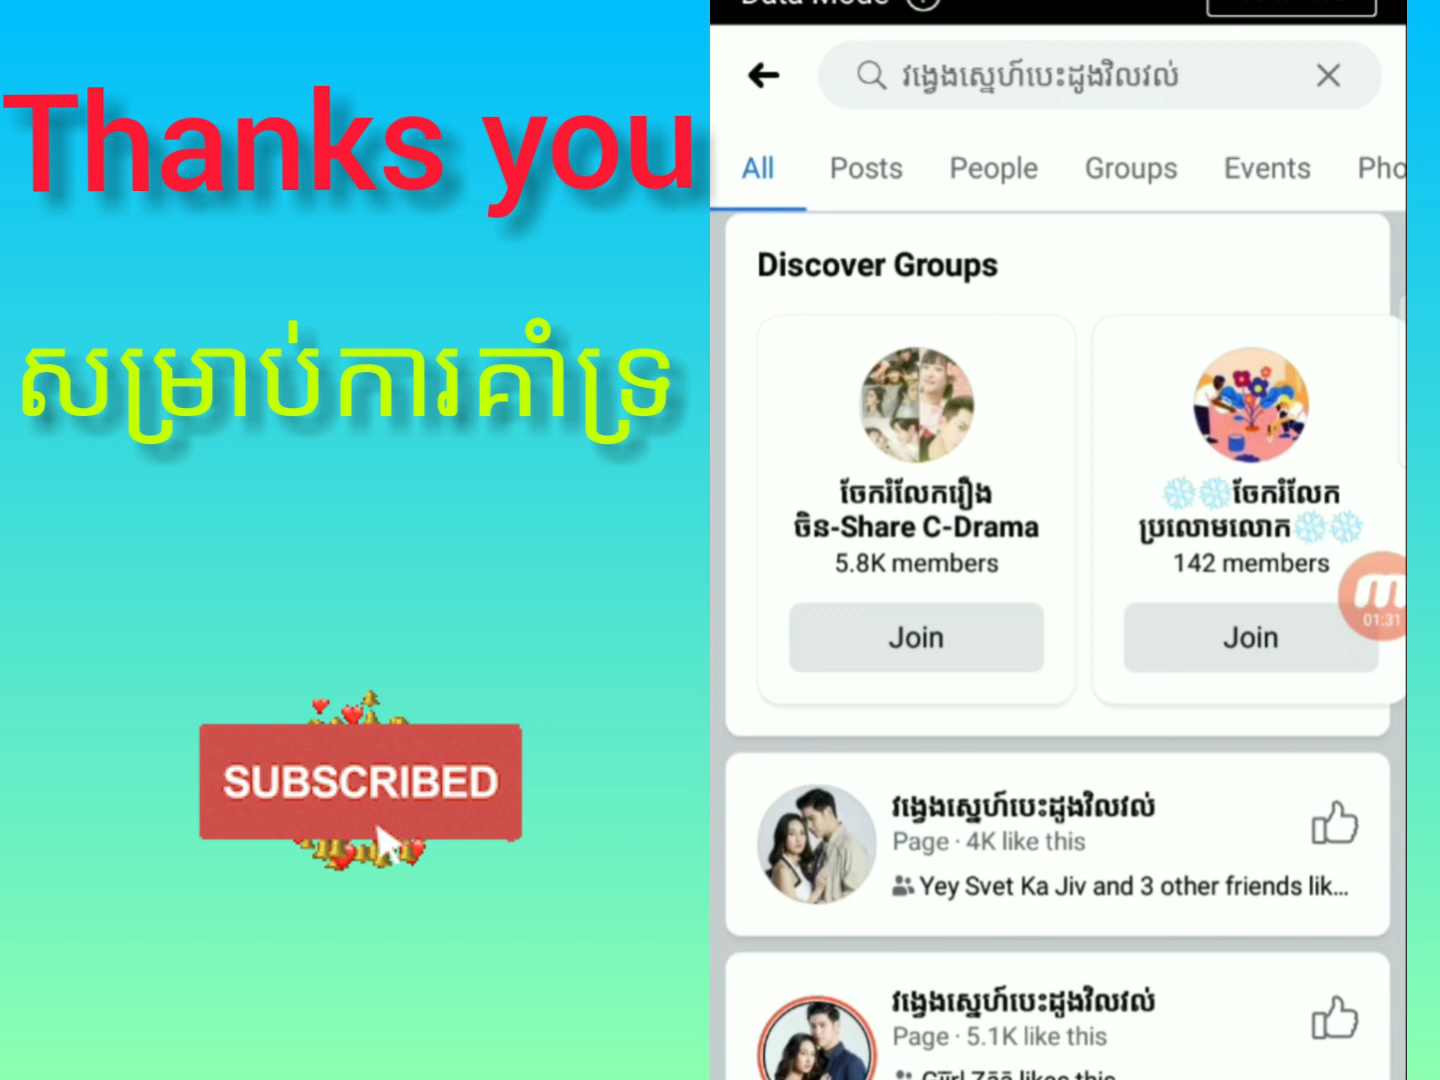 Thanks you
សម្រាប់ការគាំទ្រ
SUBSCRIBED
Data Mode
វង្វេងស្នេហ៍បេះដូងវិលវល់
All Posts People Groups Events Pho
Discover Groups
ចែករំលែករឿង
ចិន-Share C-Drama
5.8K members
Join
❄❄ចែករំលែក
ប្រលោមលោក❄❄
142 members
Join
01:31
វង្វេងស្នេហ៍បេះដូងវិលវល់
Page · 4K like this
Yey Svet Ka Jiv and 3 other friends lik...
វង្វេងស្នេហ៍បេះដូងវិលវល់
Page · 5.1K like this
likes this